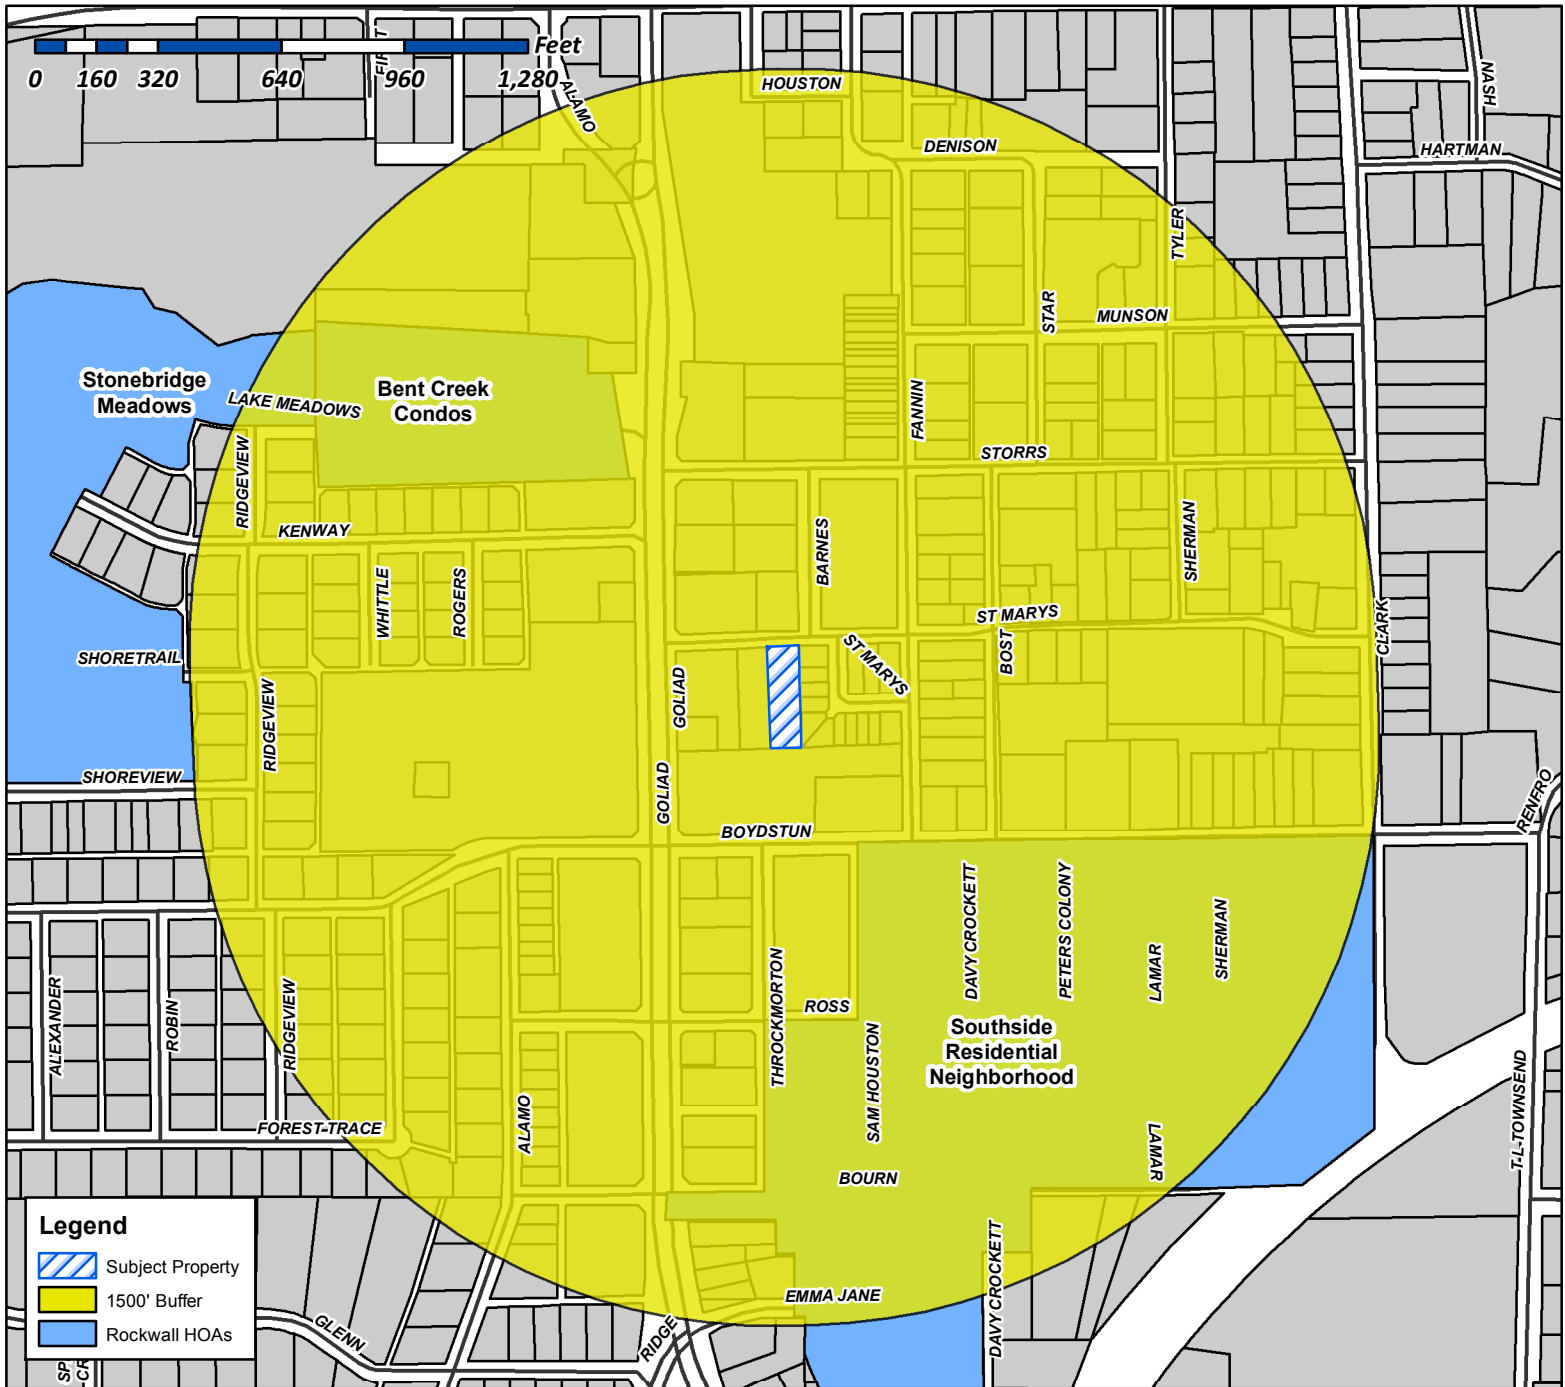 Feet
0 160 320 640 960 1,280
FIRST
ALAMO
HOUSTON
NASH
DENISON
HARTMAN
TYLER
STAR
MUNSON
Stonebridge
Meadows
LAKE MEADOWS
Bent Creek
Condos
FANNIN
RIDGEVIEW
STORRS
KENWAY
BARNES
SHERMAN
WHITTLE
ROGERS
ST MARYS
CLARK
SHORETRAIL
ST MARYS
BOST
GOLIAD
RIDGEVIEW
SHOREVIEW
GOLIAD
BOYDSTUN
RENFRO
DAVY CROCKETT
PETERS COLONY
SHERMAN
LAMAR
ALEXANDER
ROBIN
RIDGEVIEW
THROCKMORTON
ROSS
Southside
Residential
Neighborhood
SAM HOUSTON
T-L-TOWNSEND
FOREST-TRACE
ALAMO
LAMAR
BOURN
DAVY CROCKETT
EMMA JANE
GLENN
RIDGE
Legend
Subject Property
1500' Buffer
Rockwall HOAs
SP
CR